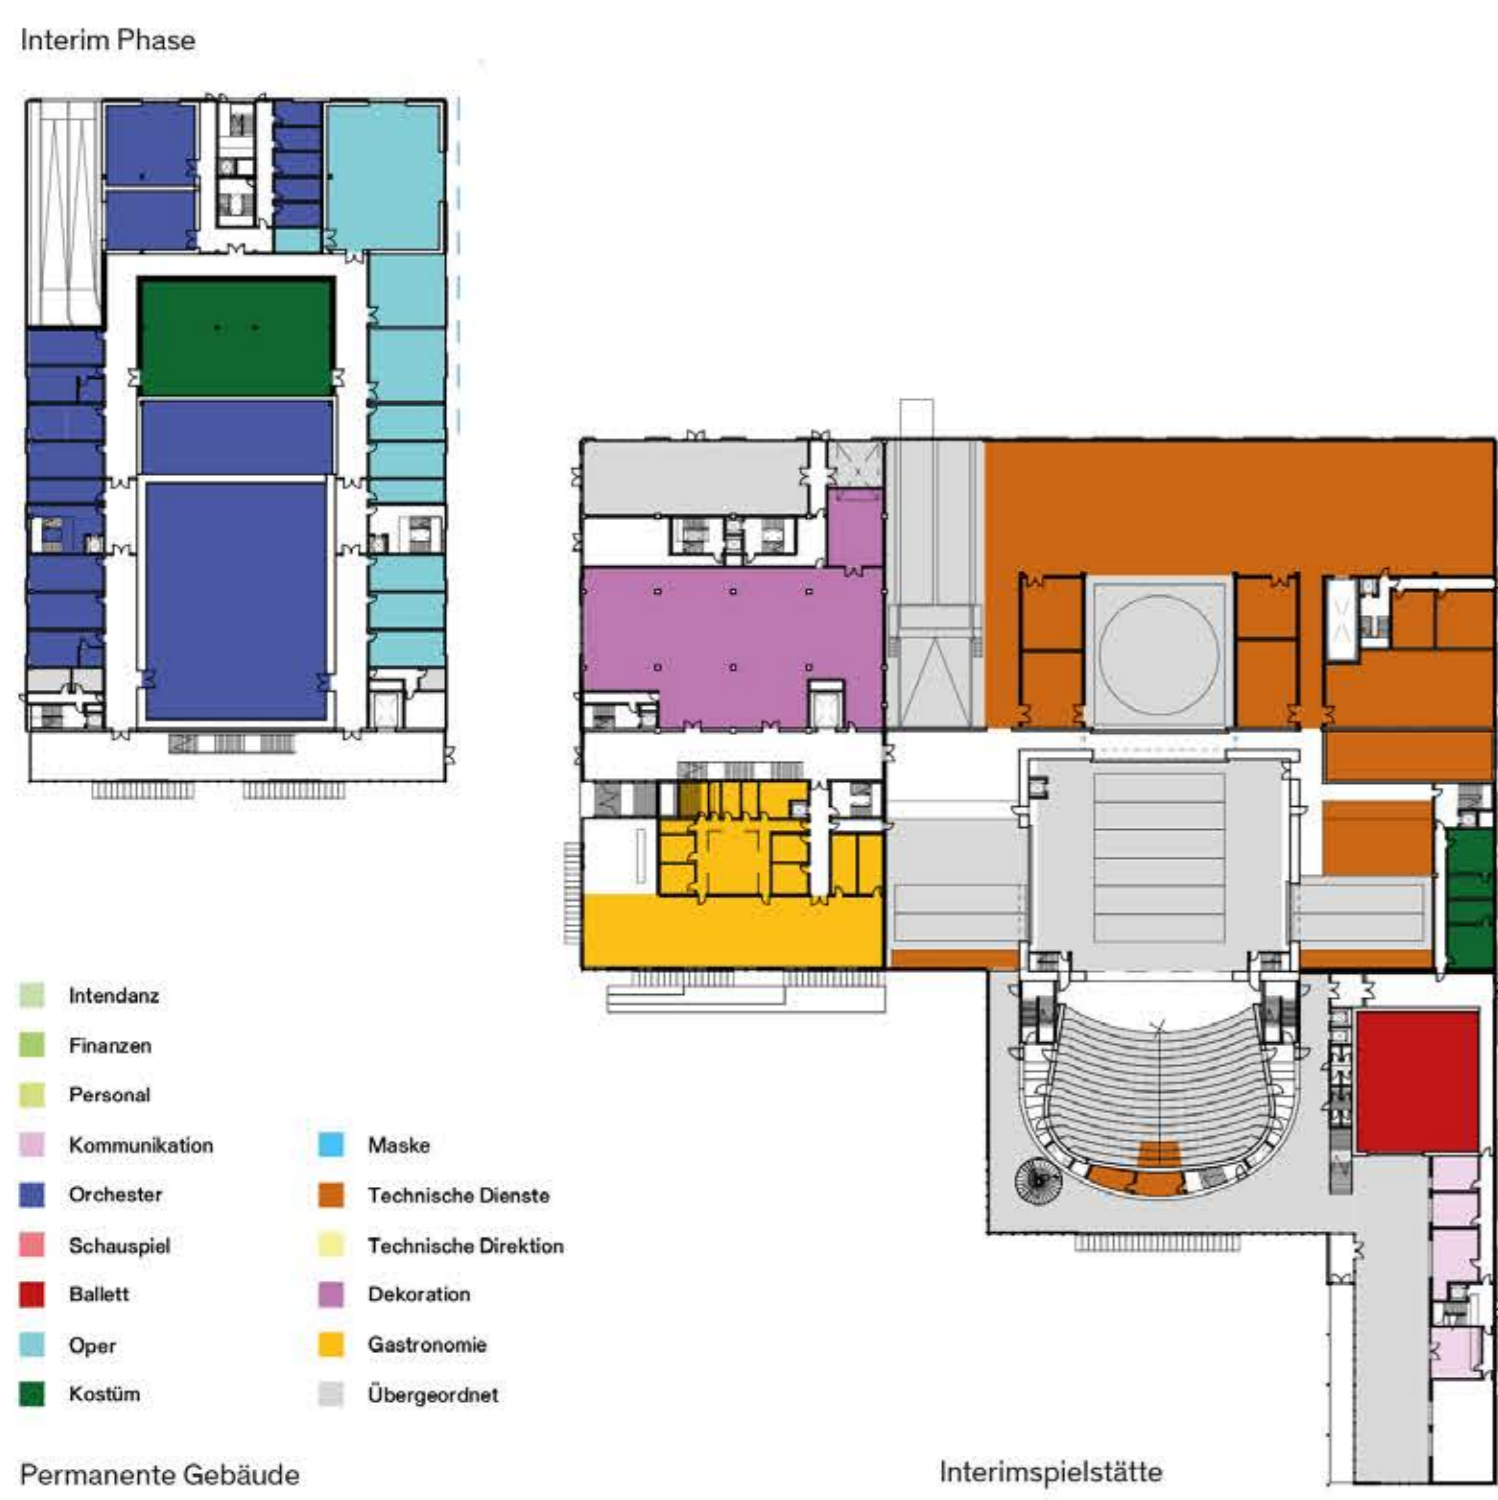 Interim Phase
Intendanz
Finanzen
Personal
Kommunikation
Orchester
Schauspiel
Ballett
Oper
Kostüm
Maske
Technische Dienste
Technische Direktion
Dekoration
Gastronomie
Übergeordnet
Permanente Gebäude
Interimspielstätte